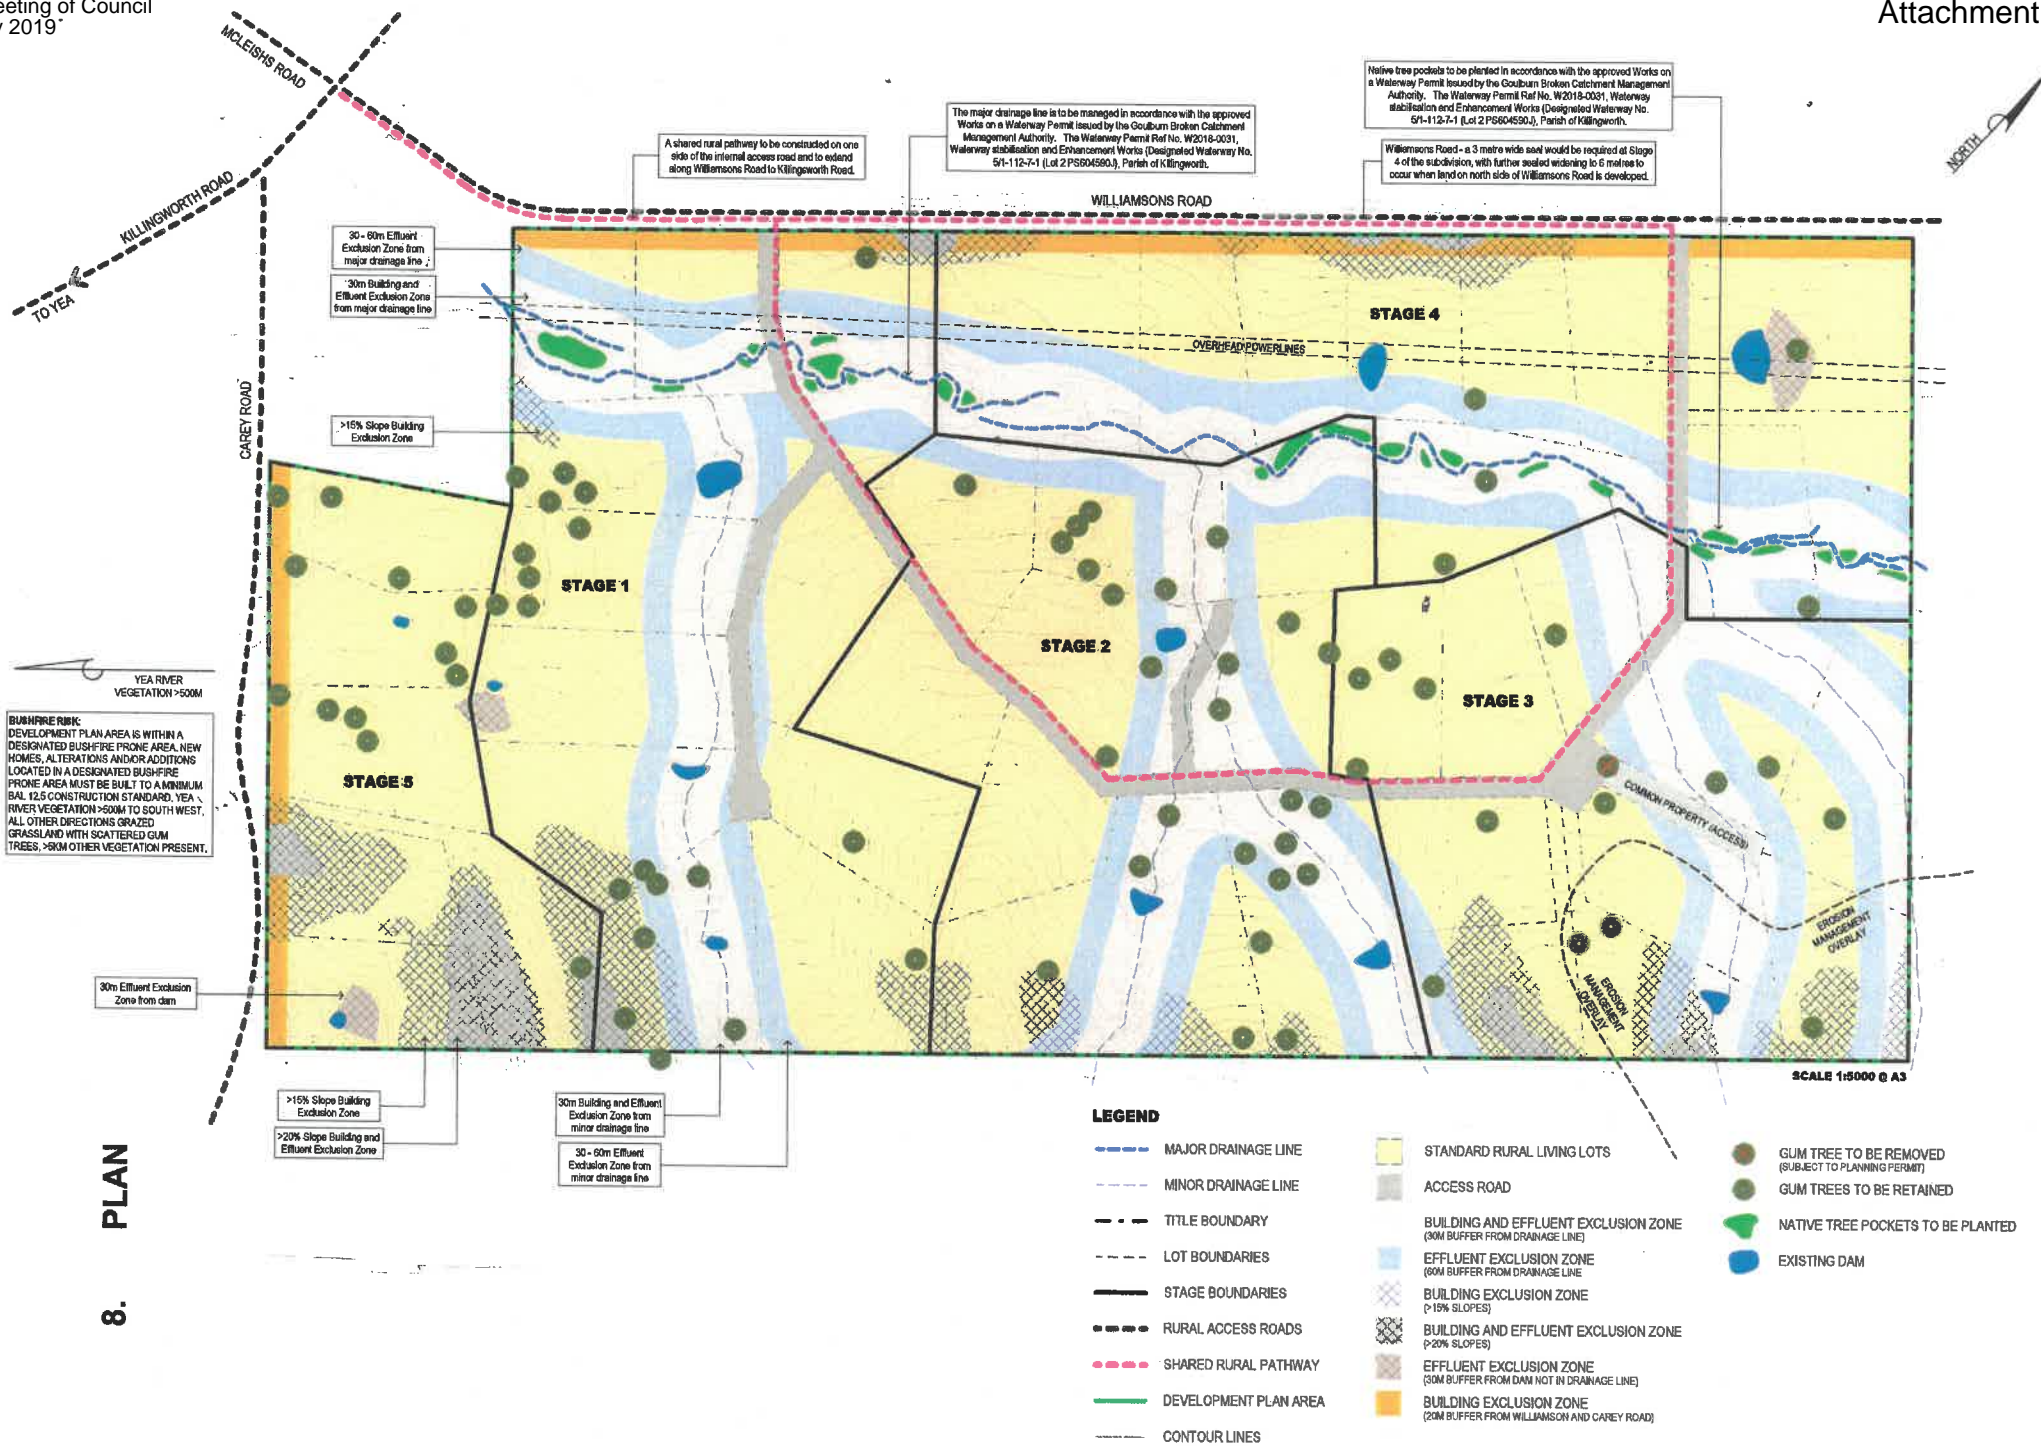 eeting of Council
y 2019
Attachment
MCLEISHS ROAD
KILLINGWORTH ROAD
TO YEA
CAREY ROAD
WILLIAMSONS ROAD
NORTH
A shared rural pathway to be constructed on one
side of the internal access road and to extend
along Williamsons Road to Killingsworth Road.
The major drainage line is to be managed in accordance with the approved
Works on a Waterway Permit issued by the Goulburn Broken Catchment
Management Authority. The Waterway Permit Ref No. W2018-0031,
Waterway stabilisation and Enhancement Works (Designated Waterway No.
5/1-112-7-1 (Lot 2 PS604590J), Parish of Killingworth.
Native tree pockets to be planted in accordance with the approved Works on
a Waterway Permit issued by the Goulburn Broken Catchment Management
Authority. The Waterway Permit Ref No. W2018-0031, Waterway
stabilisation and Enhancement Works (Designated Waterway No.
5/1-112-7-1 (Lot 2 PS604590J), Parish of Killingworth.
Williamsons Road - a 3 metre wide seal would be required at Stage
4 of the subdivision, with further sealed widening to 6 metres to
occur when land on north side of Williamsons Road is developed.
30 - 60m Effluent
Exclusion Zone from
major drainage line
30m Building and
Effluent Exclusion Zone
from major drainage line
>15% Slope Building
Exclusion Zone
OVERHEAD POWERLINES
STAGE 4
STAGE 1
STAGE 2
STAGE 3
STAGE 5
YEA RIVER
VEGETATION >500M
BUSHFIRE RISK:
DEVELOPMENT PLAN AREA IS WITHIN A
DESIGNATED BUSHFIRE PRONE AREA. NEW
HOMES, ALTERATIONS AND/OR ADDITIONS
LOCATED IN A DESIGNATED BUSHFIRE
PRONE AREA MUST BE BUILT TO A MINIMUM
BAL 12.5 CONSTRUCTION STANDARD. YEA
RIVER VEGETATION >500M TO SOUTH WEST,
ALL OTHER DIRECTIONS GRAZED
GRASSLAND WITH SCATTERED GUM
TREES, >5KM OTHER VEGETATION PRESENT.
COMMON PROPERTY (ACCESS)
EROSION
MANAGEMENT
OVERLAY
EROSION
MANAGEMENT
OVERLAY
30m Effluent Exclusion
Zone from dam
>15% Slope Building
Exclusion Zone
>20% Slope Building and
Effluent Exclusion Zone
30m Building and Effluent
Exclusion Zone from
minor drainage line
30 - 60m Effluent
Exclusion Zone from
minor drainage line
SCALE 1:5000 @ A3
8. PLAN
LEGEND
MAJOR DRAINAGE LINE
MINOR DRAINAGE LINE
TITLE BOUNDARY
LOT BOUNDARIES
STAGE BOUNDARIES
RURAL ACCESS ROADS
SHARED RURAL PATHWAY
DEVELOPMENT PLAN AREA
CONTOUR LINES
STANDARD RURAL LIVING LOTS
ACCESS ROAD
BUILDING AND EFFLUENT EXCLUSION ZONE
(30M BUFFER FROM DRAINAGE LINE)
EFFLUENT EXCLUSION ZONE
(60M BUFFER FROM DRAINAGE LINE
BUILDING EXCLUSION ZONE
(>15% SLOPES)
BUILDING AND EFFLUENT EXCLUSION ZONE
(>20% SLOPES)
EFFLUENT EXCLUSION ZONE
(30M BUFFER FROM DAM NOT IN DRAINAGE LINE)
BUILDING EXCLUSION ZONE
(20M BUFFER FROM WILLIAMSON AND CAREY ROAD)
GUM TREE TO BE REMOVED
(SUBJECT TO PLANNING PERMIT)
GUM TREES TO BE RETAINED
NATIVE TREE POCKETS TO BE PLANTED
EXISTING DAM